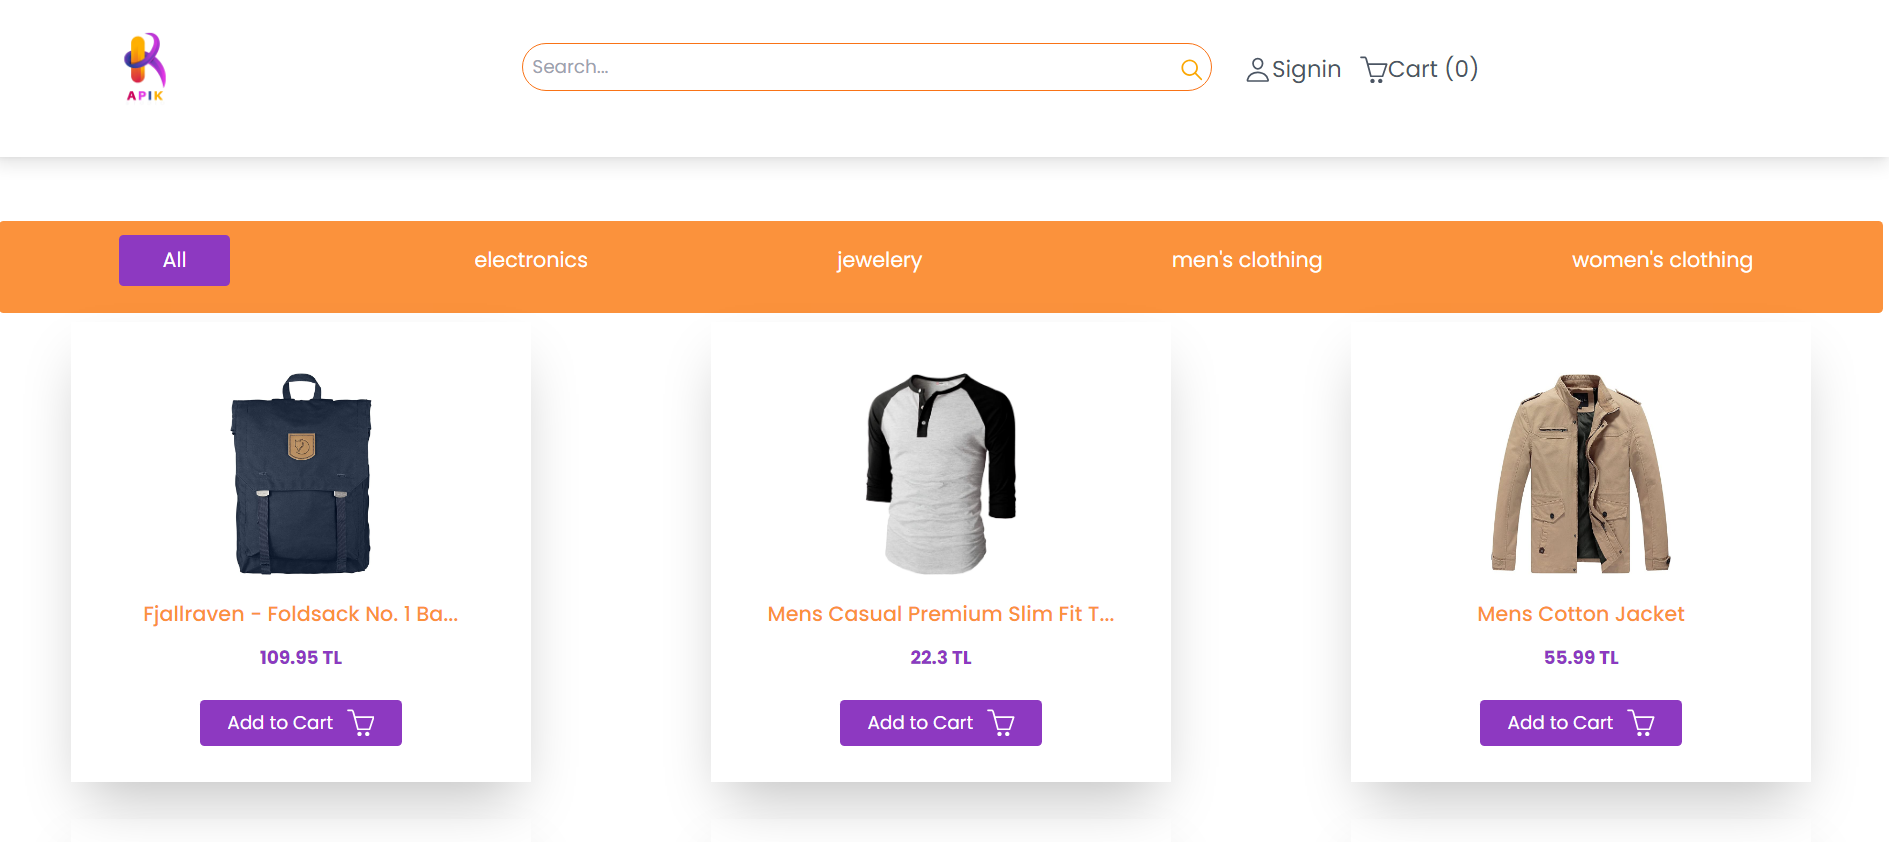 APIK
Search...
Signin
Cart (0)
All
electronics
jewelery
men's clothing
women's clothing
Fjallraven - Foldsack No. 1 Ba...
109.95 TL
Add to Cart
Mens Casual Premium Slim Fit T...
22.3 TL
Add to Cart
Mens Cotton Jacket
55.99 TL
Add to Cart